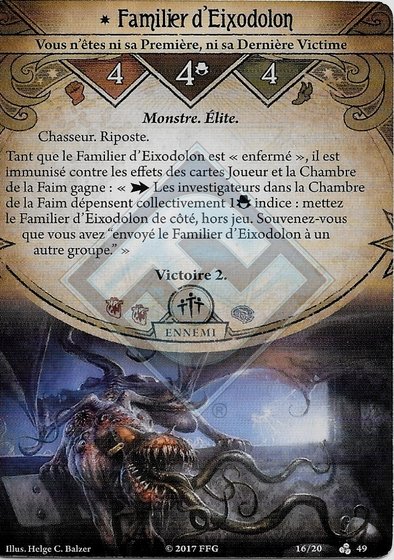 Familier d'Eixodolon
Vous n'êtes ni sa Première, ni sa Dernière Victime
4 4 4
Monstre. Élite.
Chasseur. Riposte.
Tant que le Familier d'Eixodolon est « enfermé », il est
immunisé contre les effets des cartes Joueur et la Chambre
de la Faim gagne : « Les investigateurs dans la Chambre
de la Faim dépensent collectivement 1 indice : mettez
le Familier d'Eixodolon de côté, hors jeu. Souvenez-vous
que vous avez "envoyé le Familier d'Eixodolon à un
autre groupe." »
Victoire 2.
ENNEMI
®
Illus. Helge C. Balzer © 2017 FFG 16/20 49